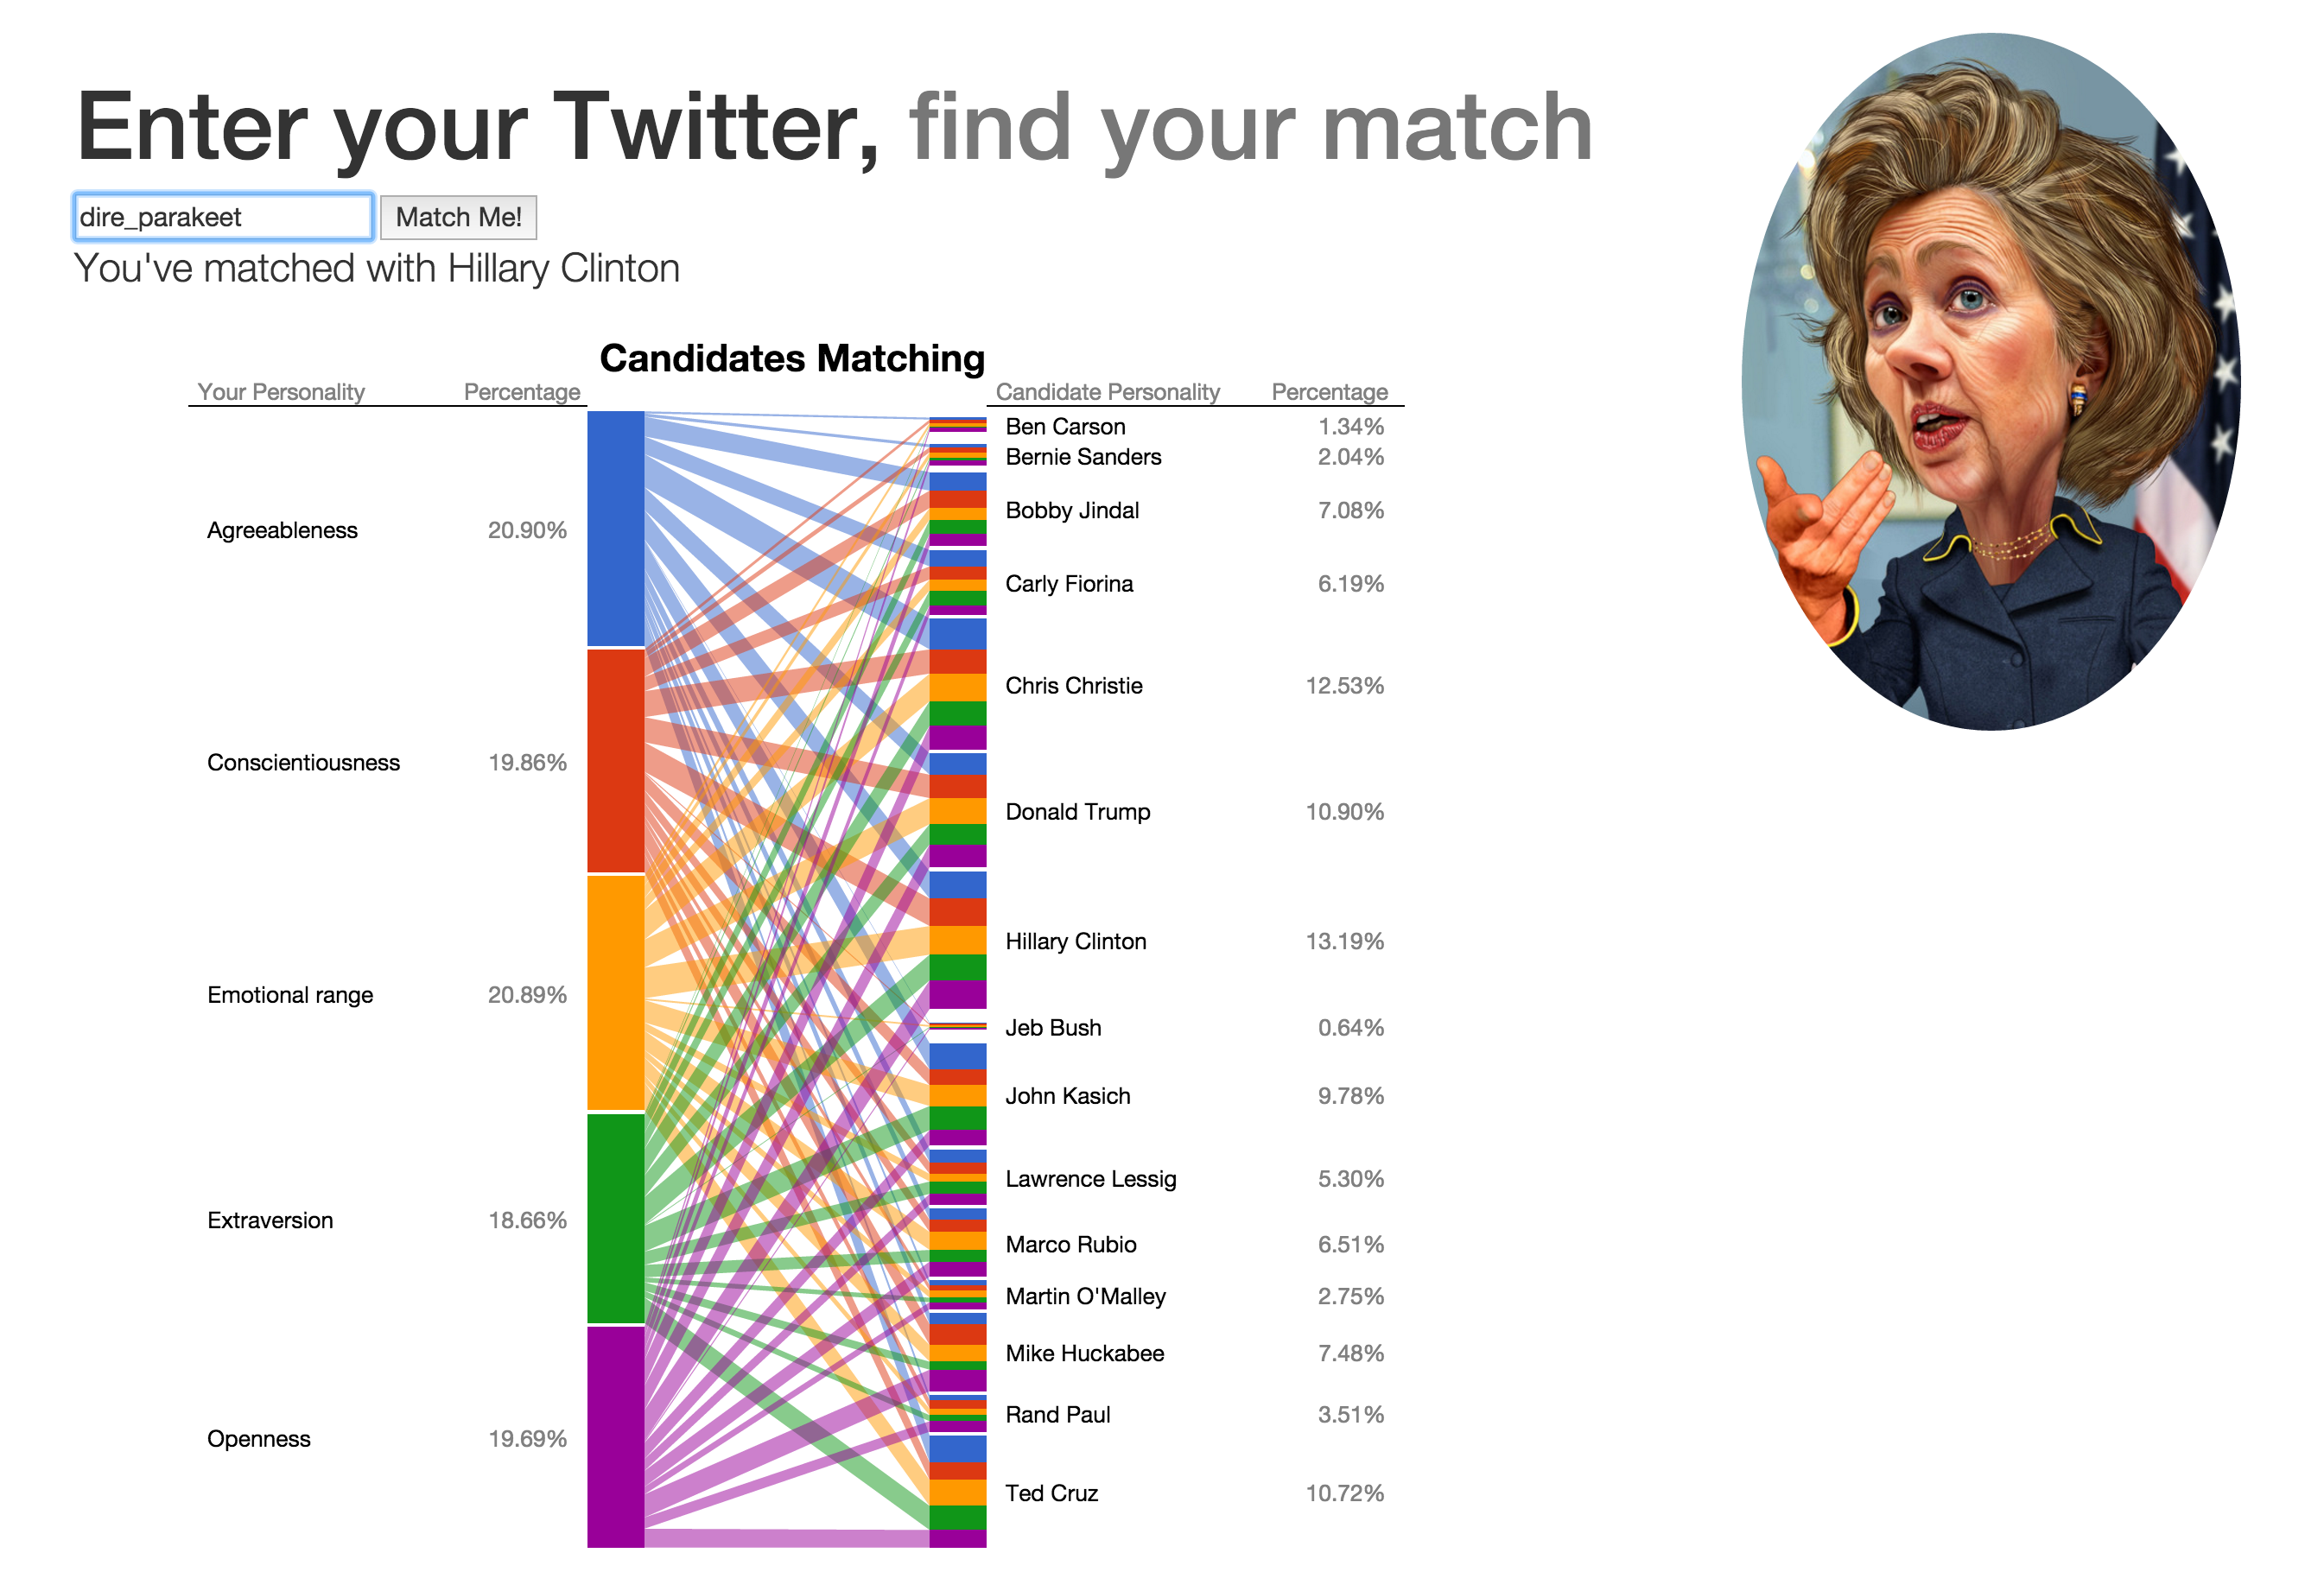 Enter your Twitter, find your match
dire_parakeet Match Me!
You've matched with Hillary Clinton
Candidates Matching
Your Personality Percentage Candidate Personality Percentage
Ben Carson 1.34%
Bernie Sanders 2.04%
Bobby Jindal 7.08%
Agreeableness 20.90%
Carly Fiorina 6.19%
Chris Christie 12.53%
Conscientiousness 19.86%
Donald Trump 10.90%
Hillary Clinton 13.19%
Emotional range 20.89%
Jeb Bush 0.64%
John Kasich 9.78%
Lawrence Lessig 5.30%
Extraversion 18.66%
Marco Rubio 6.51%
Martin O'Malley 2.75%
Mike Huckabee 7.48%
Rand Paul 3.51%
Openness 19.69%
Ted Cruz 10.72%